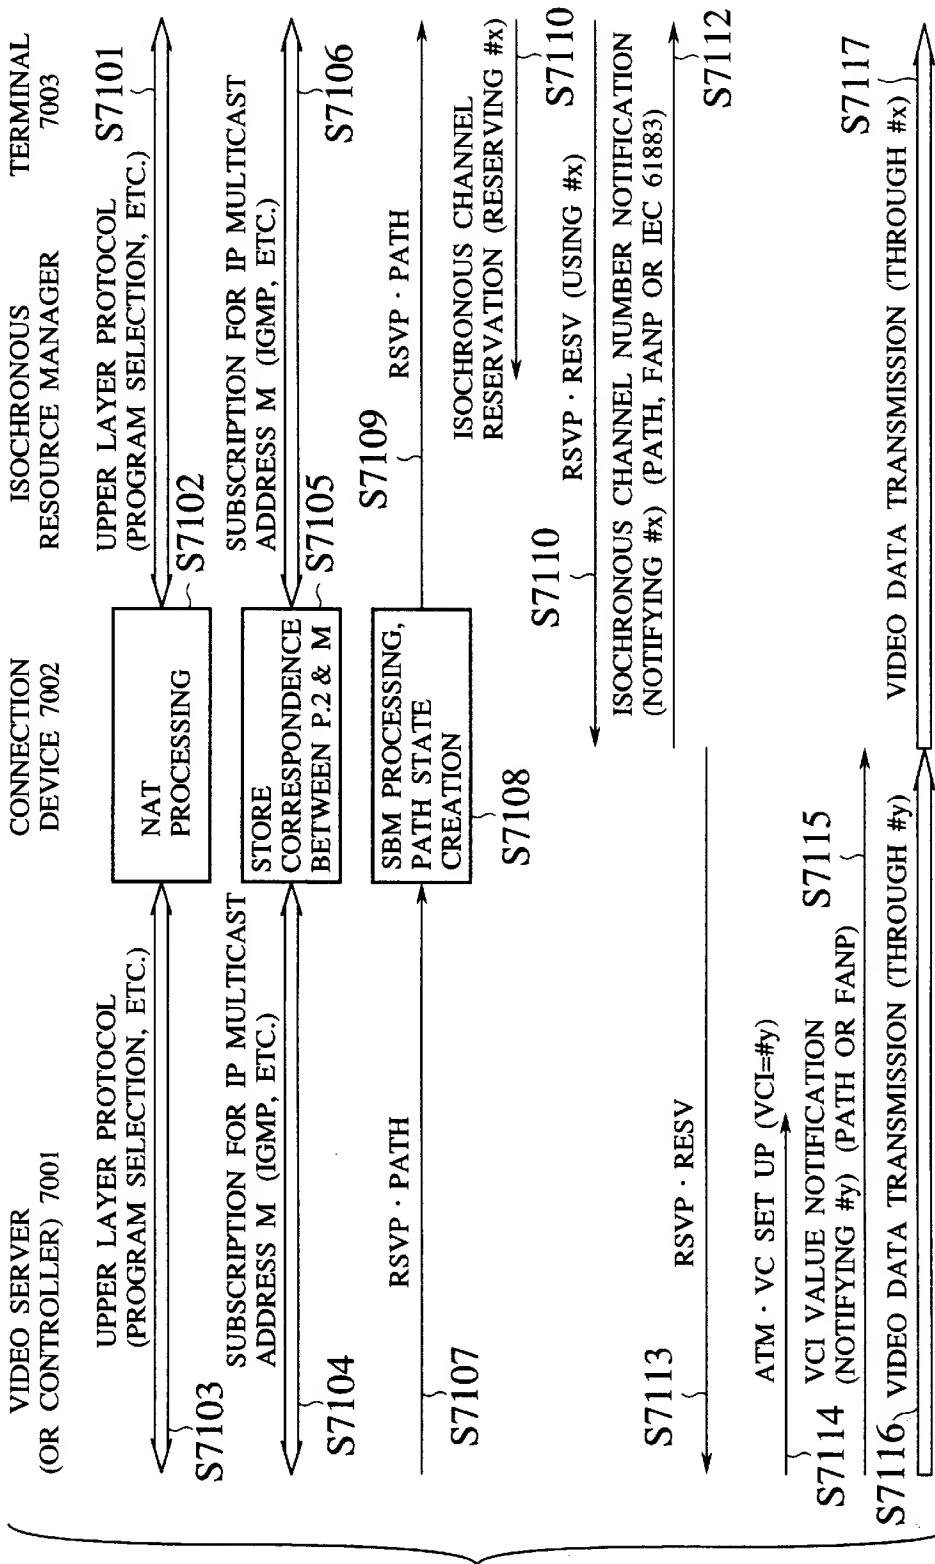 VIDEO SERVER
(OR CONTROLLER) 7001
CONNECTION
DEVICE 7002
ISOCHRONOUS
RESOURCE MANAGER
TERMINAL
7003
UPPER LAYER PROTOCOL
(PROGRAM SELECTION, ETC.)
S7103
NAT
PROCESSING
S7102
UPPER LAYER PROTOCOL
(PROGRAM SELECTION, ETC.)
S7101
SUBSCRIPTION FOR IP MULTICAST
ADDRESS M (IGMP, ETC.)
S7104
STORE
CORRESPONDENCE
BETWEEN P.2 & M
S7105
SUBSCRIPTION FOR IP MULTICAST
ADDRESS M (IGMP, ETC.)
S7106
RSVP · PATH
S7107
SBM PROCESSING,
PATH STATE
CREATION
S7108
S7109
RSVP · PATH
ISOCHRONOUS CHANNEL
RESERVATION (RESERVING #x)
S7110
S7110
RSVP · RESV (USING #x)
ISOCHRONOUS CHANNEL NUMBER NOTIFICATION
(NOTIFYING #x) (PATH, FANP OR IEC 61883)
S7112
S7113
RSVP · RESV
ATM · VC SET UP (VCI=#y)
S7114
VCI VALUE NOTIFICATION
(NOTIFYING #y) (PATH OR FANP)
S7115
S7116
VIDEO DATA TRANSMISSION (THROUGH #y)
VIDEO DATA TRANSMISSION (THROUGH #x)
S7117